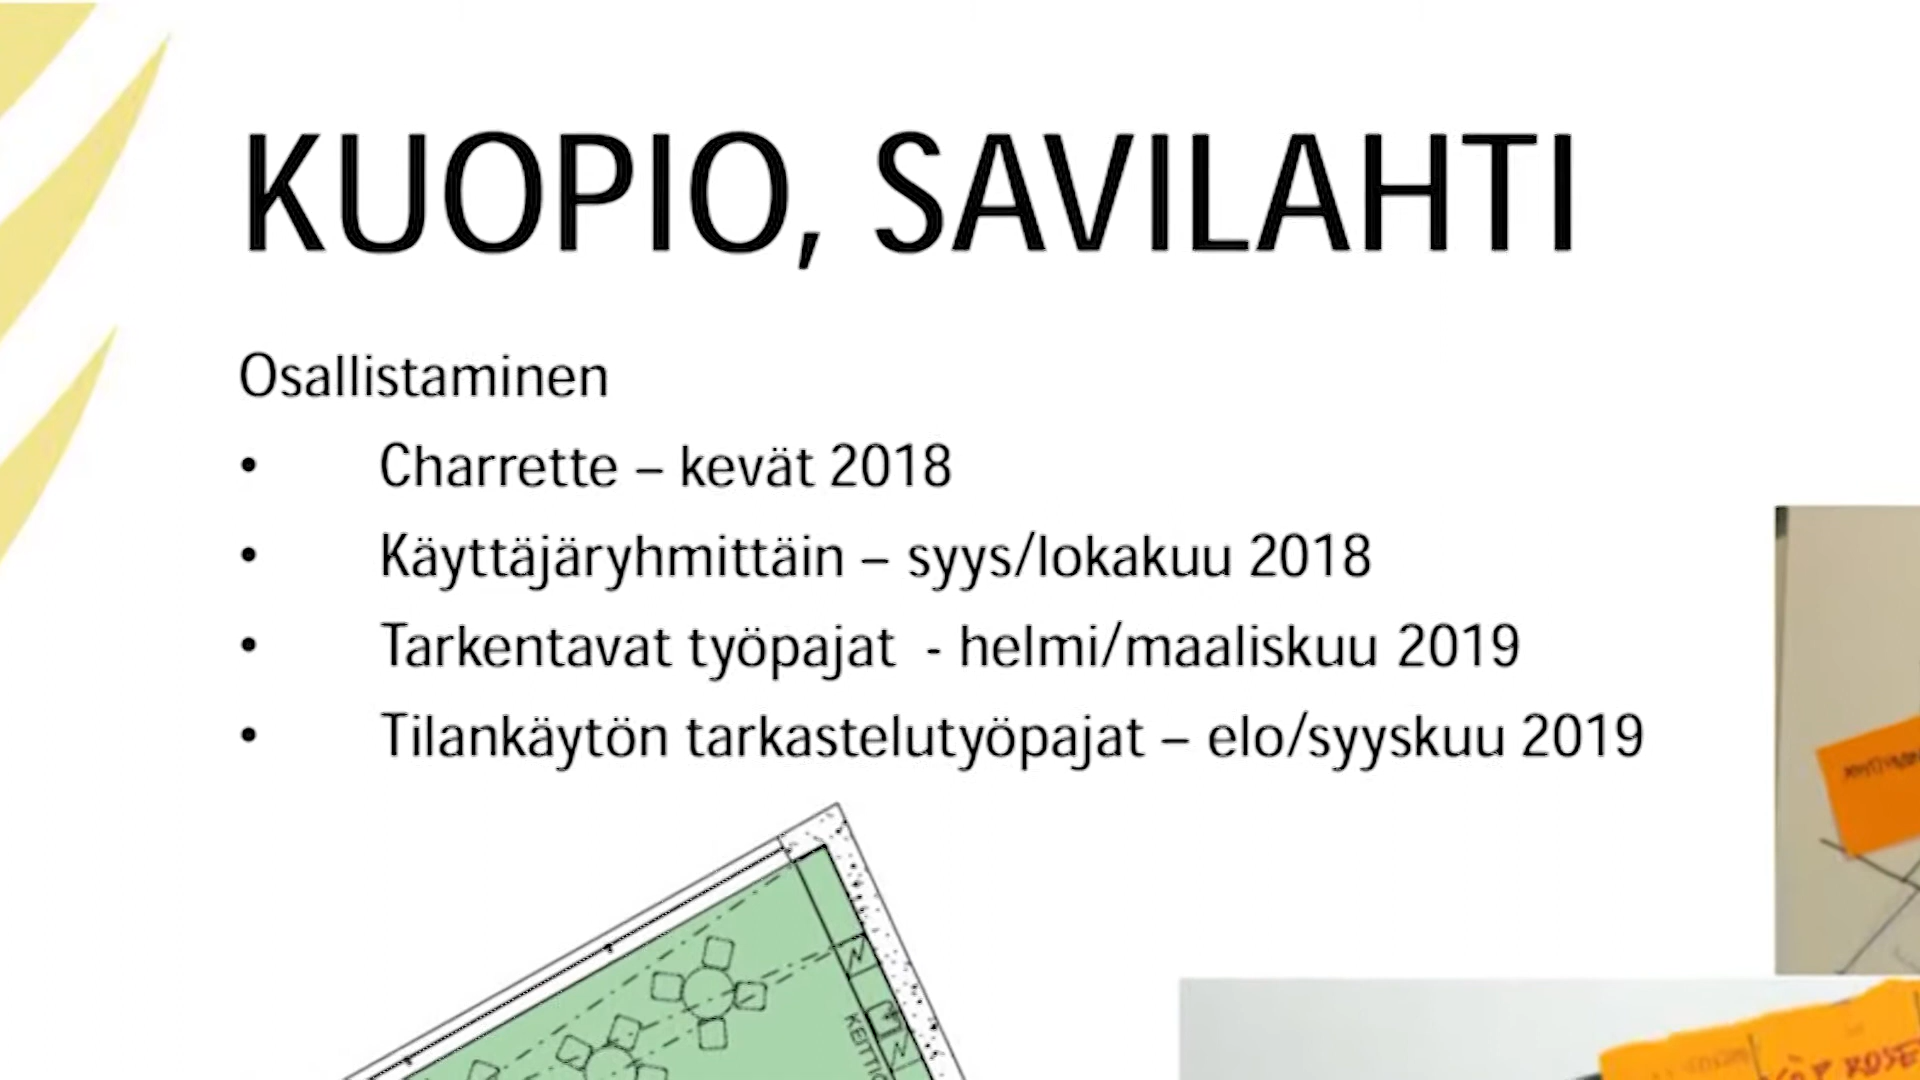 KUOPIO, SAVILAHTI
Osallistaminen
• Charrette – kevät 2018
• Käyttäjäryhmittäin – syys/lokakuu 2018
• Tarkentavat työpajat - helmi/maaliskuu 2019
• Tilankäytön tarkastelutyöpajat – elo/syyskuu 2019